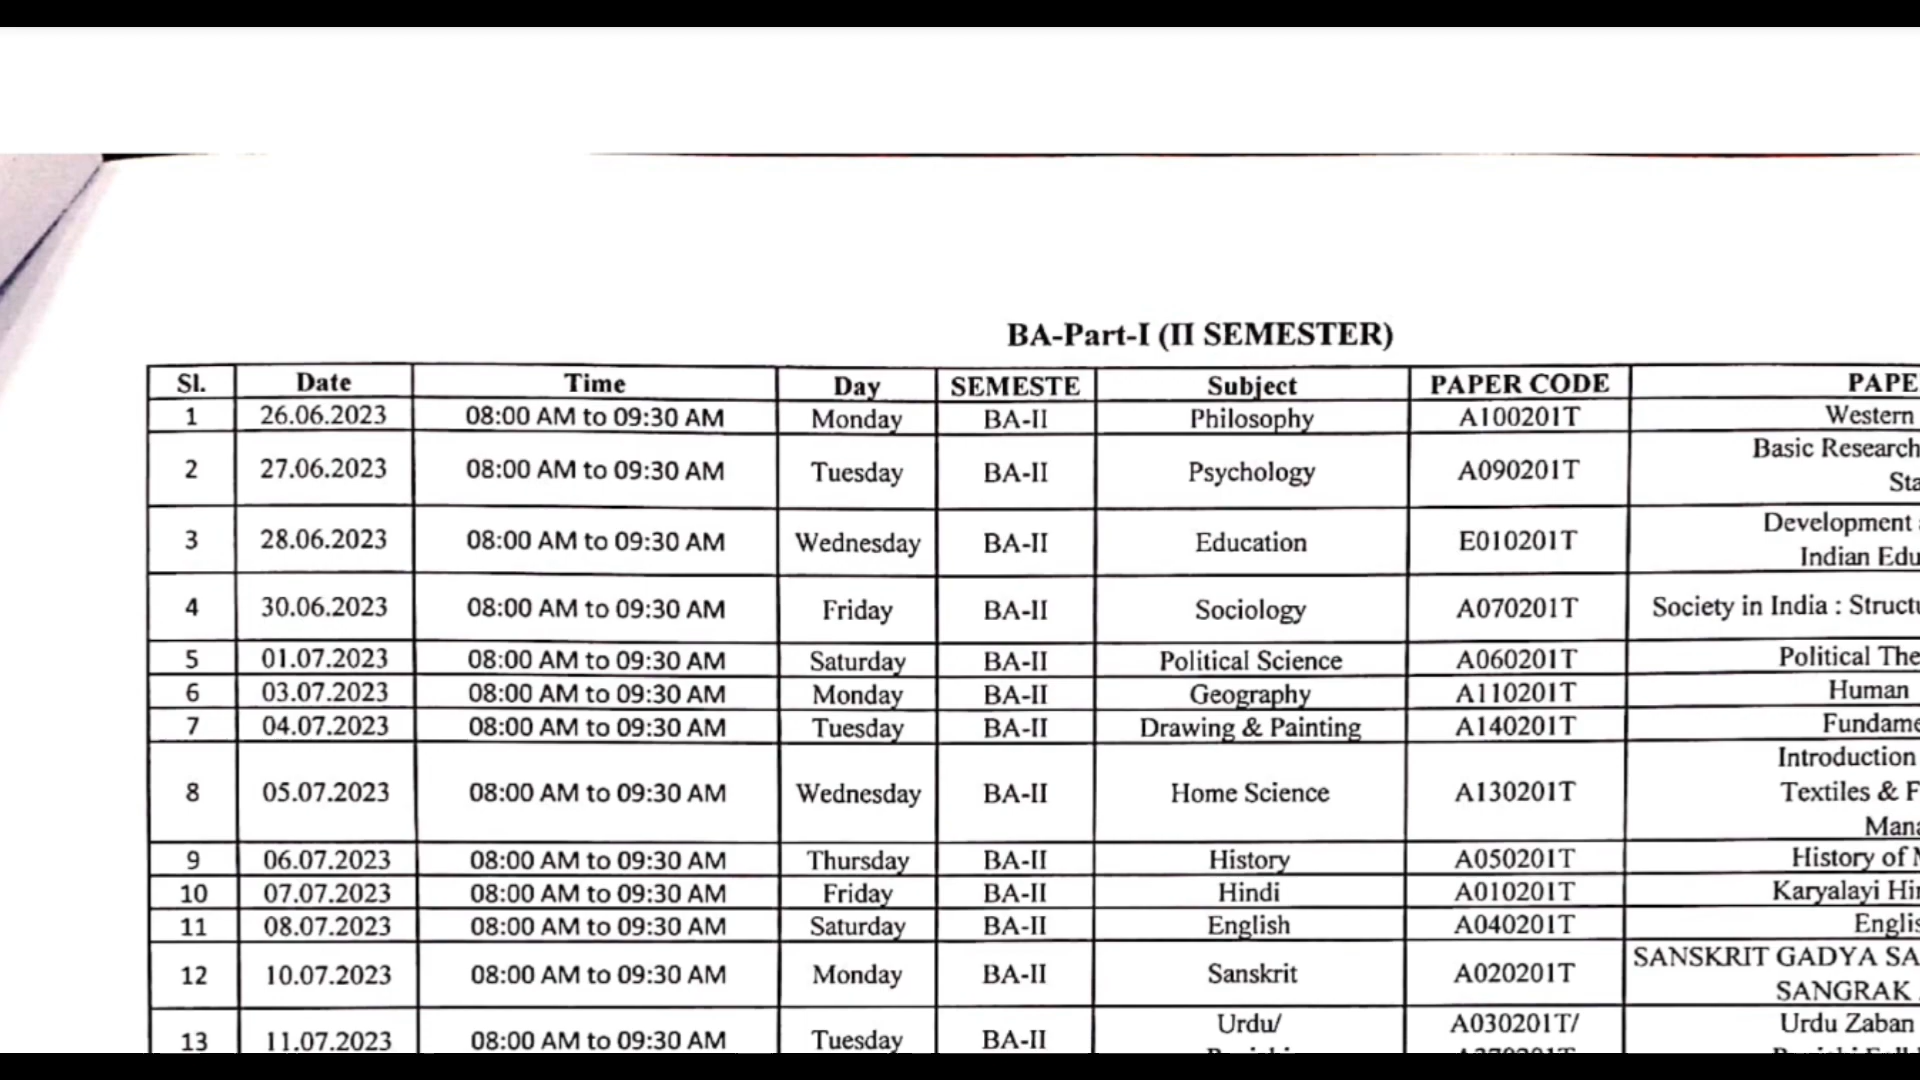 BA-Part-I (II SEMESTER)
Sl. Date Time Day SEMESTE Subject PAPER CODE PAPE
1 26.06.2023 08:00 AM to 09:30 AM Monday BA-II Philosophy A100201T Western
2 27.06.2023 08:00 AM to 09:30 AM Tuesday BA-II Psychology A090201T Basic Research
Sta
3 28.06.2023 08:00 AM to 09:30 AM Wednesday BA-II Education E010201T Development
Indian Edu
4 30.06.2023 08:00 AM to 09:30 AM Friday BA-II Sociology A070201T Society in India : Structu
5 01.07.2023 08:00 AM to 09:30 AM Saturday BA-II Political Science A060201T Political The
6 03.07.2023 08:00 AM to 09:30 AM Monday BA-II Geography A110201T Human
7 04.07.2023 08:00 AM to 09:30 AM Tuesday BA-II Drawing & Painting A140201T Fundame
8 05.07.2023 08:00 AM to 09:30 AM Wednesday BA-II Home Science A130201T Introduction
Textiles & F
Mana
9 06.07.2023 08:00 AM to 09:30 AM Thursday BA-II History A050201T History of M
10 07.07.2023 08:00 AM to 09:30 AM Friday BA-II Hindi A010201T Karyalayi Hin
11 08.07.2023 08:00 AM to 09:30 AM Saturday BA-II English A040201T Englis
12 10.07.2023 08:00 AM to 09:30 AM Monday BA-II Sanskrit A020201T SANSKRIT GADYA SA
SANGRAK
13 11.07.2023 08:00 AM to 09:30 AM Tuesday BA-II Urdu/ A030201T/ Urdu Zaban